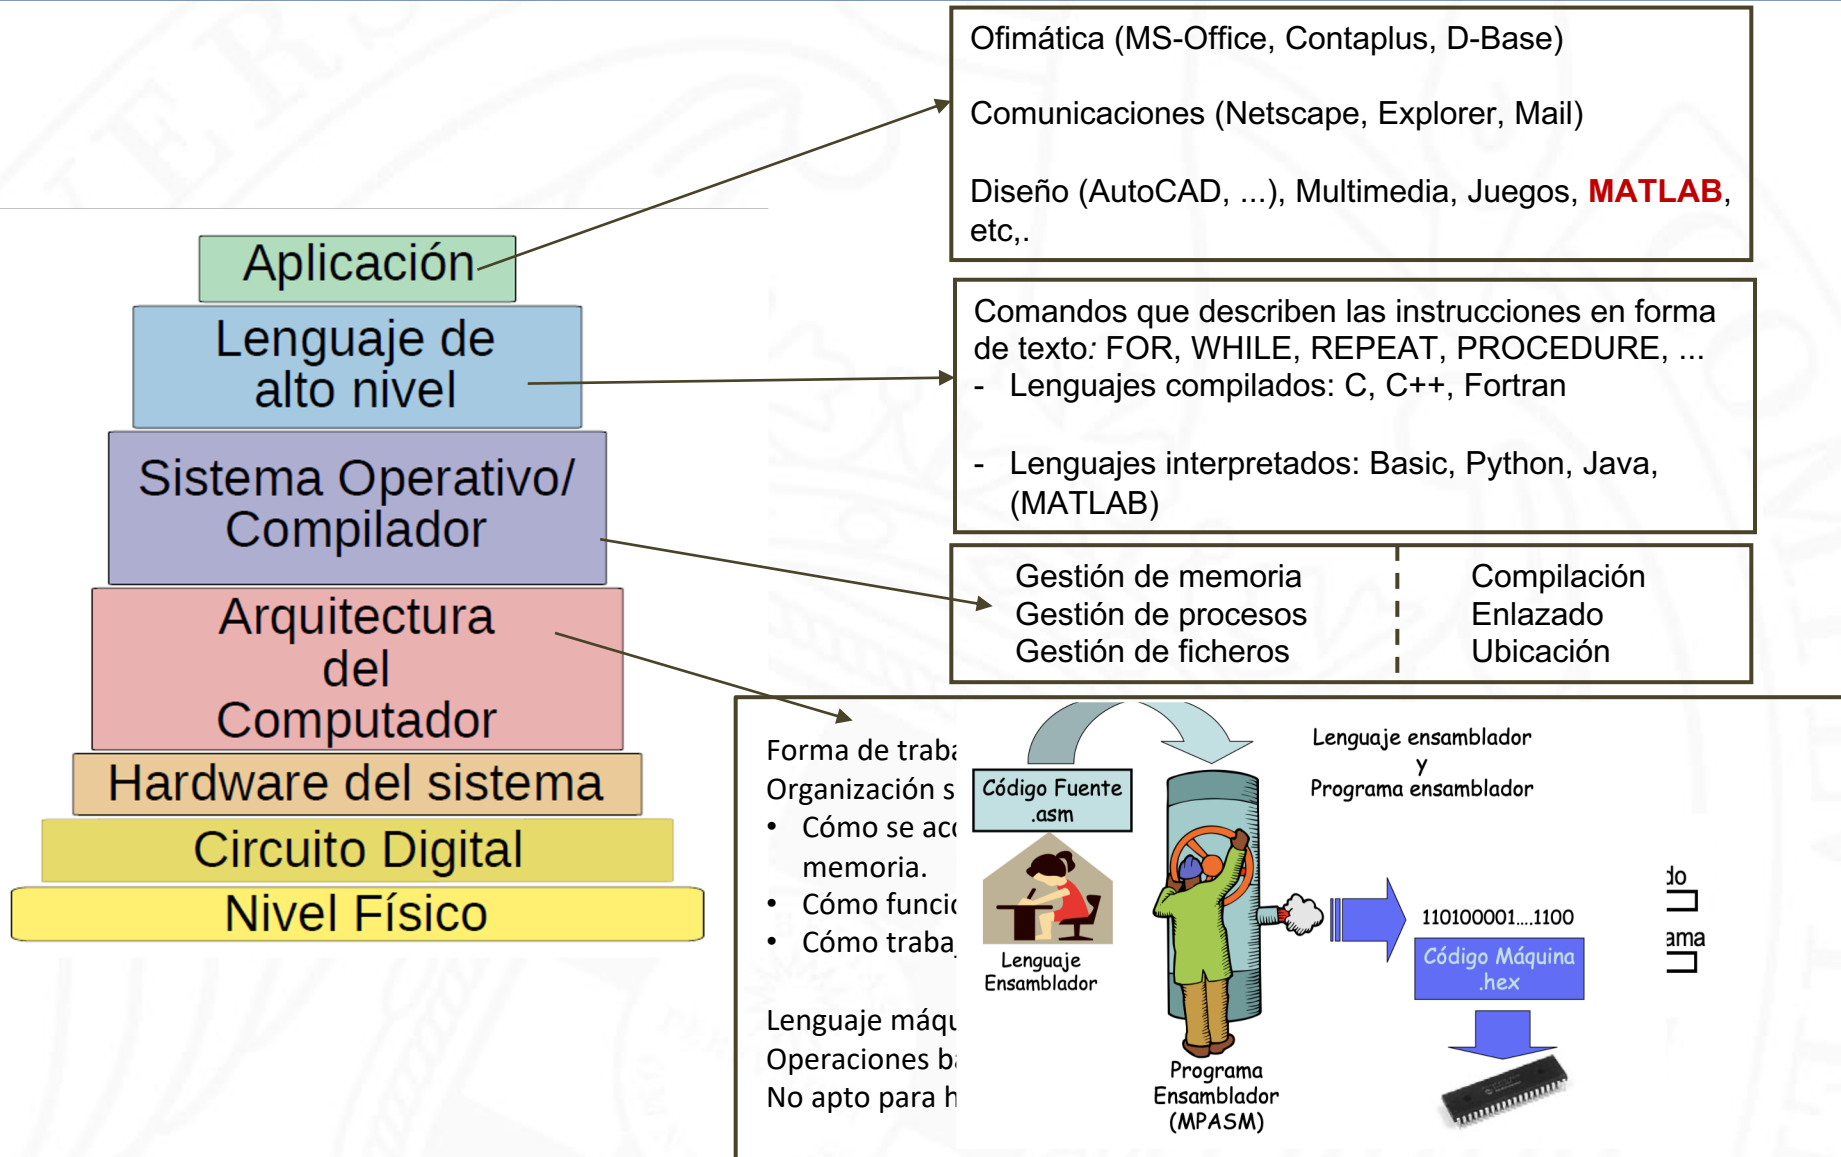 Ofimática (MS-Office, Contaplus, D-Base)
Comunicaciones (Netscape, Explorer, Mail)
Diseño (AutoCAD, ...), Multimedia, Juegos, MATLAB,
etc,.
Aplicación
Lenguaje de
alto nivel
Sistema Operativo/
Compilador
Arquitectura
del
Computador
Hardware del sistema
Circuito Digital
Nivel Físico
Comandos que describen las instrucciones en forma
de texto: FOR, WHILE, REPEAT, PROCEDURE, ...
- Lenguajes compilados: C, C++, Fortran
- Lenguajes interpretados: Basic, Python, Java,
(MATLAB)
Gestión de memoria
Gestión de procesos
Gestión de ficheros
Compilación
Enlazado
Ubicación
Forma de
Organización
• Cómo se
memoria.
• Cómo
• Cómo
Lenguaje
Operaciones
No apto para
Código Fuente
.asm
Lenguaje
Ensamblador
Lenguaje ensamblador
y
Programa ensamblador
Programa
Ensamblador
(MPASM)
110100001....1100
Código Máquina
.hex